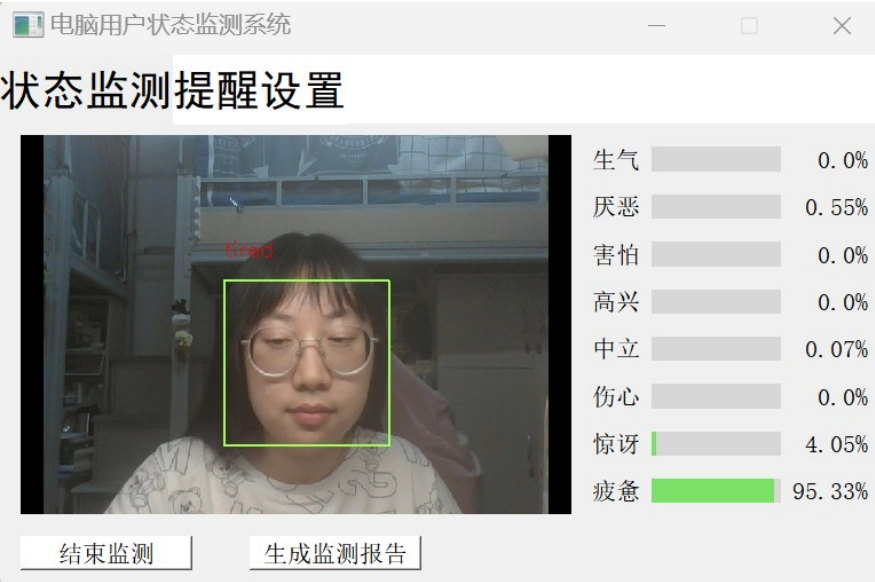 电脑用户状态监测系统
状态监测提醒设置
tired
生气 0.0%
厌恶 0.55%
害怕 0.0%
高兴 0.0%
中立 0.07%
伤心 0.0%
惊讶 4.05%
疲惫 95.33%
结束监测 生成监测报告